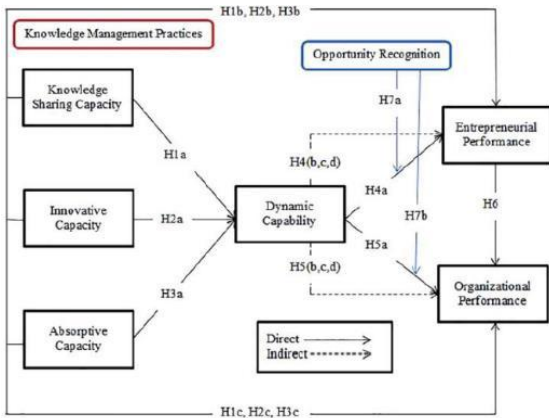 H1b, H2b, H3b
Knowledge Management Practices
Opportunity Recognition
Knowledge
Sharing Capacity
H7a
Entrepreneurial
Performance
H1a
H4(b,c,d)
H4a
Innovative
Capacity
H2a
Dynamic
Capability
H7b
H6
H5a
H5(b,c,d)
H3a
Organizational
Performance
Absorptive
Capacity
Direct
Indirect
H1c, H2c, H3c